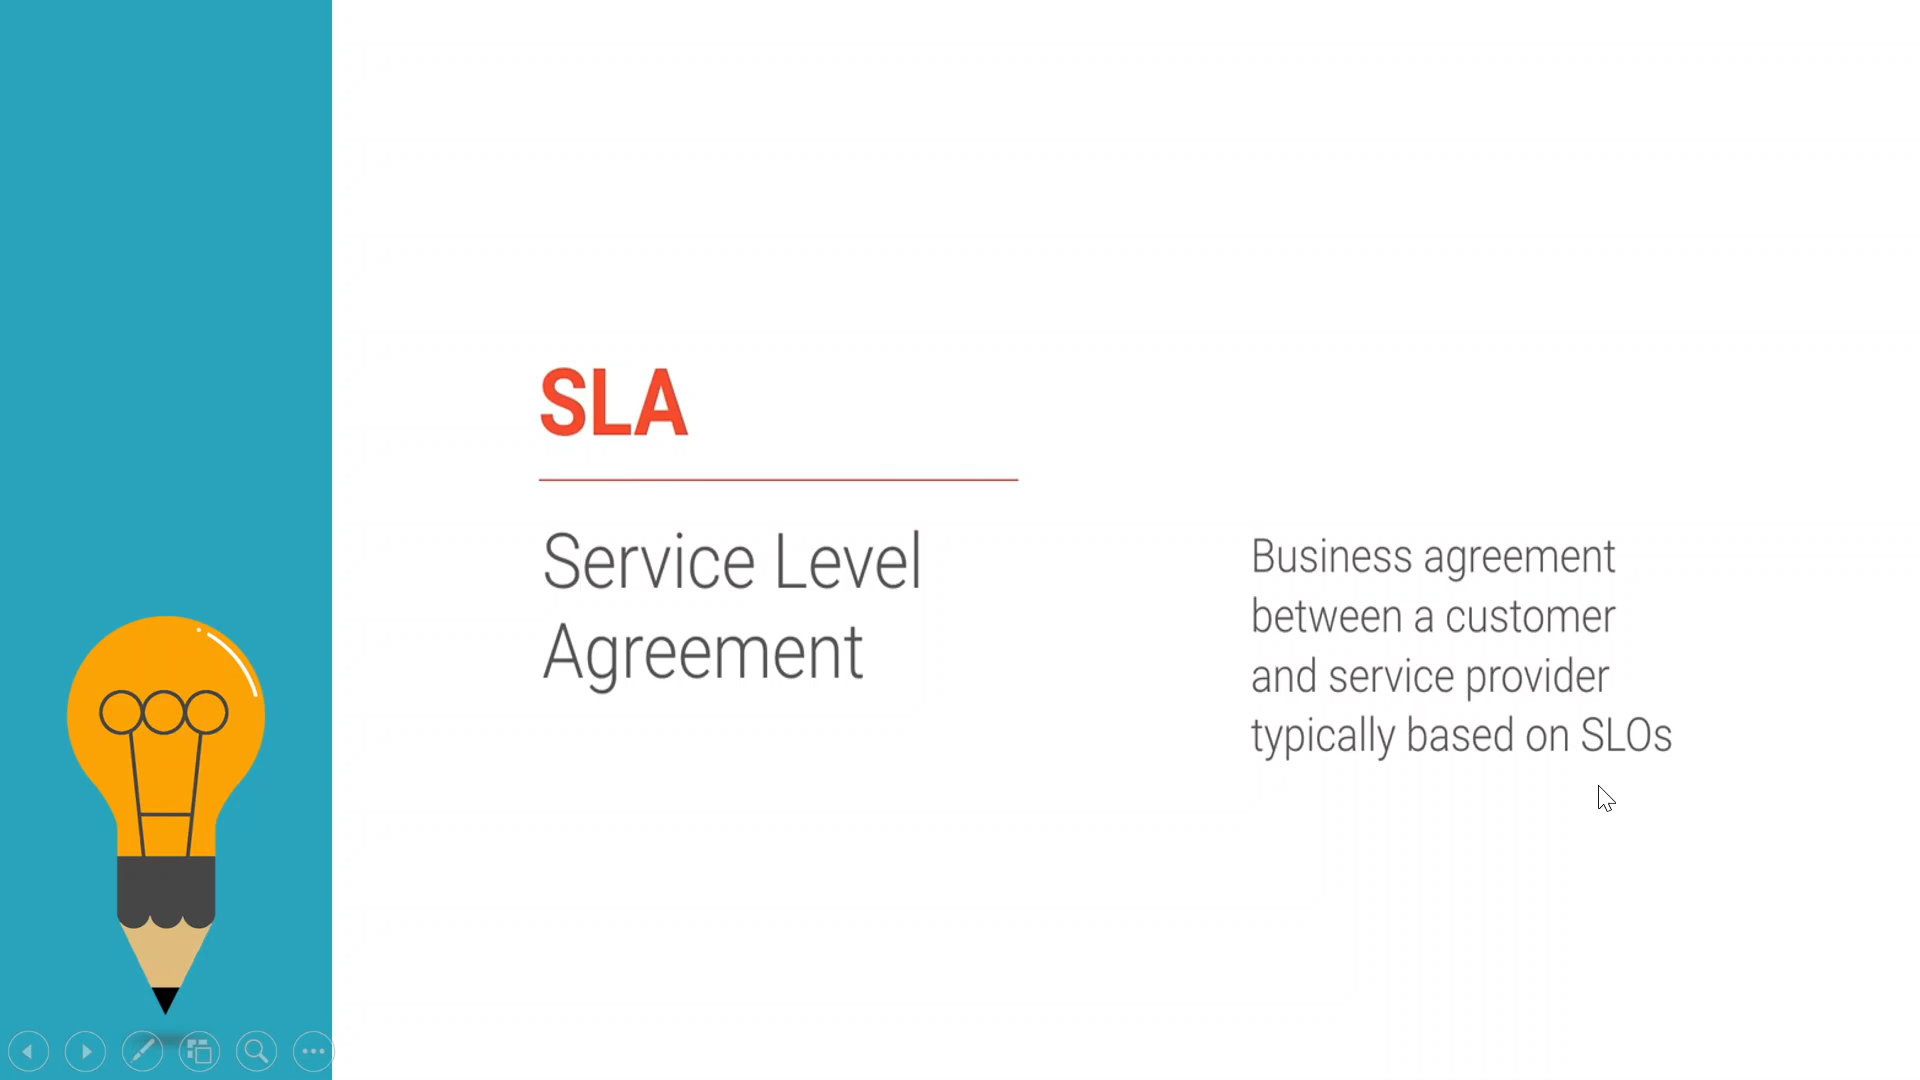 SLA
Service Level
Agreement
Business agreement
between a customer
and service provider
typically based on SLOs